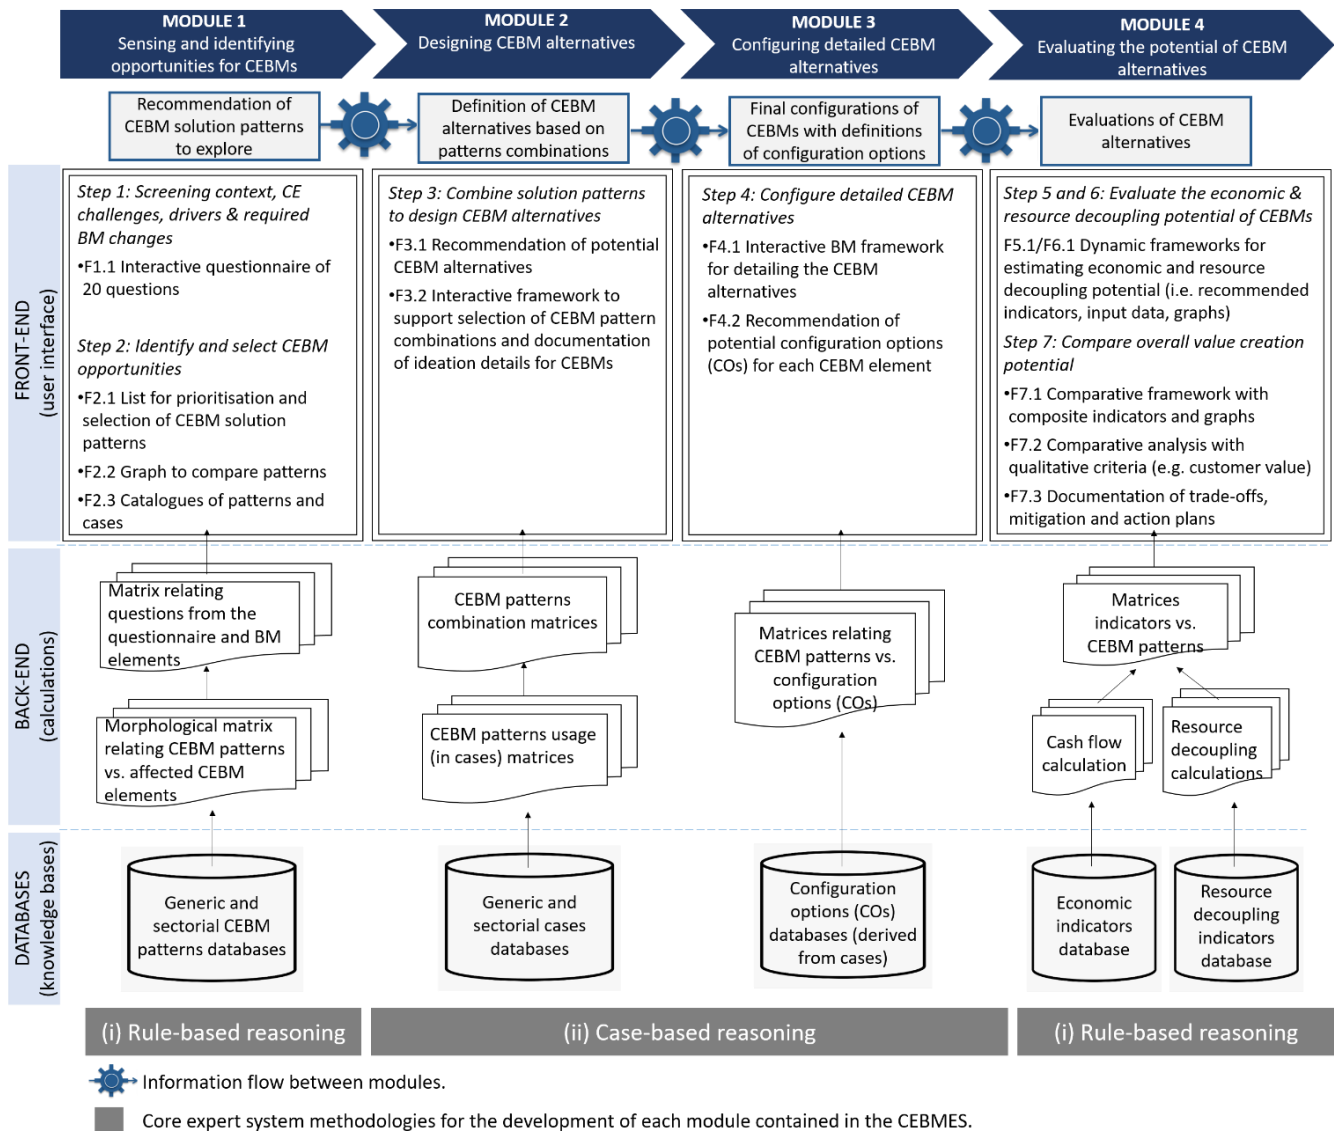 MODULE 1
Sensing and identifying
opportunities for CEBMs
MODULE 2
Designing CEBM alternatives
MODULE 3
Configuring detailed CEBM
alternatives
MODULE 4
Evaluating the potential of CEBM
alternatives
Recommendation of
CEBM solution patterns
to explore
Definition of CEBM
alternatives based on
patterns combinations
Final configurations of
CEBMs with definitions
of configuration options
Evaluations of CEBM
alternatives
FRONT-END
(user interface)
Step 1: Screening context, CE
challenges, drivers & required
BM changes
•F1.1 Interactive questionnaire of
20 questions
Step 2: Identify and select CEBM
opportunities
•F2.1 List for prioritisation and
selection of CEBM solution
patterns
•F2.2 Graph to compare patterns
•F2.3 Catalogues of patterns and
cases
Step 3: Combine solution patterns
to design CEBM alternatives
•F3.1 Recommendation of potential
CEBM alternatives
•F3.2 Interactive framework to
support selection of CEBM pattern
combinations and documentation
of ideation details for CEBMs
Step 4: Configure detailed CEBM
alternatives
•F4.1 Interactive BM framework
for detailing the CEBM
alternatives
•F4.2 Recommendation of
potential configuration options
(COs) for each CEBM element
Step 5 and 6: Evaluate the economic &
resource decoupling potential of CEBMs
F5.1/F6.1 Dynamic frameworks for
estimating economic and resource
decoupling potential (i.e. recommended
indicators, input data, graphs)
Step 7: Compare overall value creation
potential
•F7.1 Comparative framework with
composite indicators and graphs
•F7.2 Comparative analysis with
qualitative criteria (e.g. customer value)
•F7.3 Documentation of trade-offs,
mitigation and action plans
BACK-END
(calculations)
Matrix relating
questions from the
questionnaire and BM
elements
Morphological matrix
relating CEBM patterns
vs. affected CEBM
elements
CEBM patterns
combination matrices
CEBM patterns usage
(in cases) matrices
Matrices relating
CEBM patterns vs.
configuration
options (COs)
Matrices
indicators vs.
CEBM patterns
Cash flow
calculation
Resource
decoupling
calculations
DATABASES
(knowledge bases)
Generic and
sectorial CEBM
patterns databases
Generic and
sectorial cases
databases
Configuration
options (COs)
databases (derived
from cases)
Economic
indicators
database
Resource
decoupling
indicators
database
(i) Rule-based reasoning
(ii) Case-based reasoning
(i) Rule-based reasoning
Information flow between modules.
Core expert system methodologies for the development of each module contained in the CEBMES.